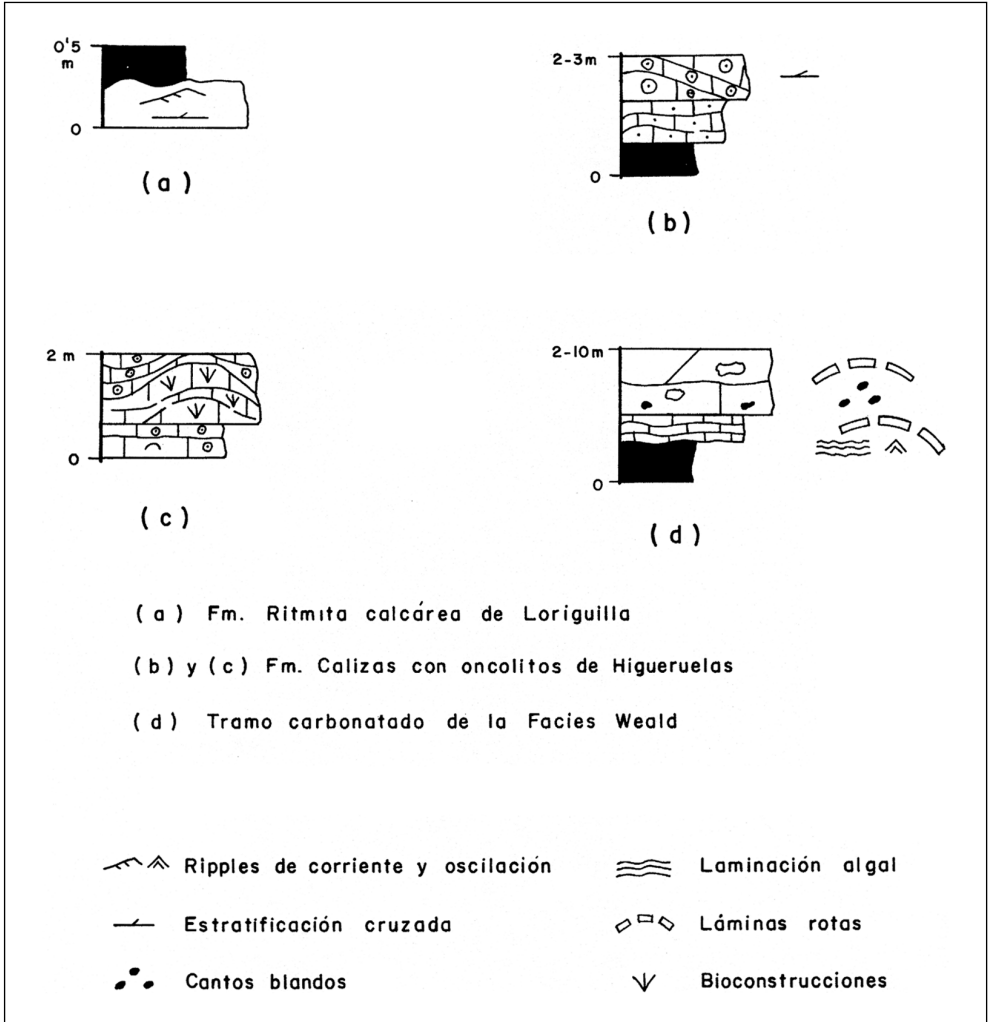 0'5
m
0
(a)
2-3m
0
(b)
2 m
0
(c)
2-10m
0
(d)
(a) Fm. Ritmita calcárea de Loriguilla
(b) y (c) Fm. Calizas con oncolitos de Higueruelas
(d) Tramo carbonatado de la Facies Weald
Ripples de corriente y oscilación
Laminación algal
Estratificación cruzada
Láminas rotas
Cantos blandos
Bioconstrucciones